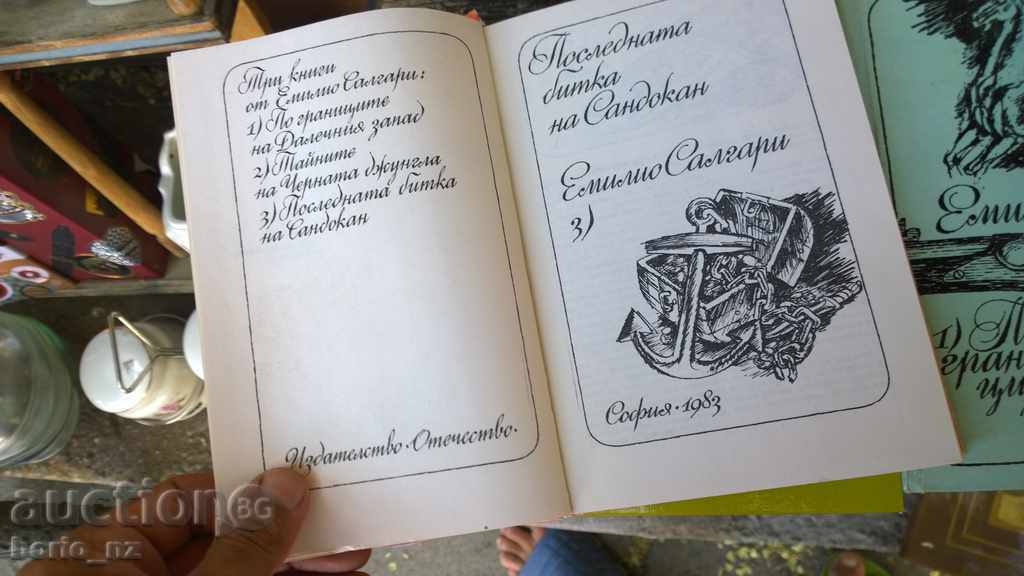 Три книги
от Емилио Салгари:
1) По границите
на Далечния запад
2) Тайните
на Черната джунгла
3) Последната битка
на Сандокан
Издателство •Отечество•
Последната
битка
на Сандокан
Емилио Салгари
3)
София • 1983
1)
auction BG
horio_nz